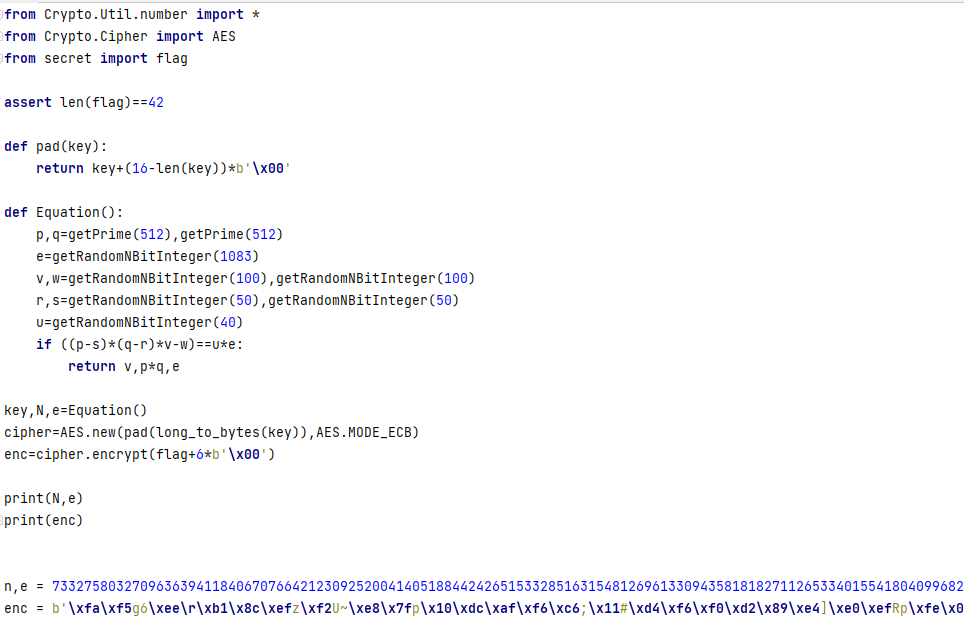 from Crypto.Util.number import *
from Crypto.Cipher import AES
from secret import flag
assert len(flag)==42
def pad(key):
    return key+(16-len(key))*b'\x00'
def Equation():
    p,q=getPrime(512),getPrime(512)
    e=getRandomNBitInteger(1083)
    v,w=getRandomNBitInteger(100),getRandomNBitInteger(100)
    r,s=getRandomNBitInteger(50),getRandomNBitInteger(50)
    u=getRandomNBitInteger(40)
    if ((p-s)*(q-r)*v-w)==u*e:
        return v,p*q,e
key,N,e=Equation()
cipher=AES.new(pad(long_to_bytes(key)),AES.MODE_ECB)
enc=cipher.encrypt(flag+6*b'\x00')
print(N,e)
print(enc)
n,e = 733275803270963639411840670766421230925200414051884424265153328516315481269613309435818182711265334015541804099682
enc = b'\xfa\xf5g6\xee\r\xb1\x8c\xefz\xf2U~\xe8\x7fp\x10\xdc\xaf\xf6\xc6;\x11#\xd4\xf6\xf0\xd2\x89\xe4]\xe0\xefRp\xfe\x0